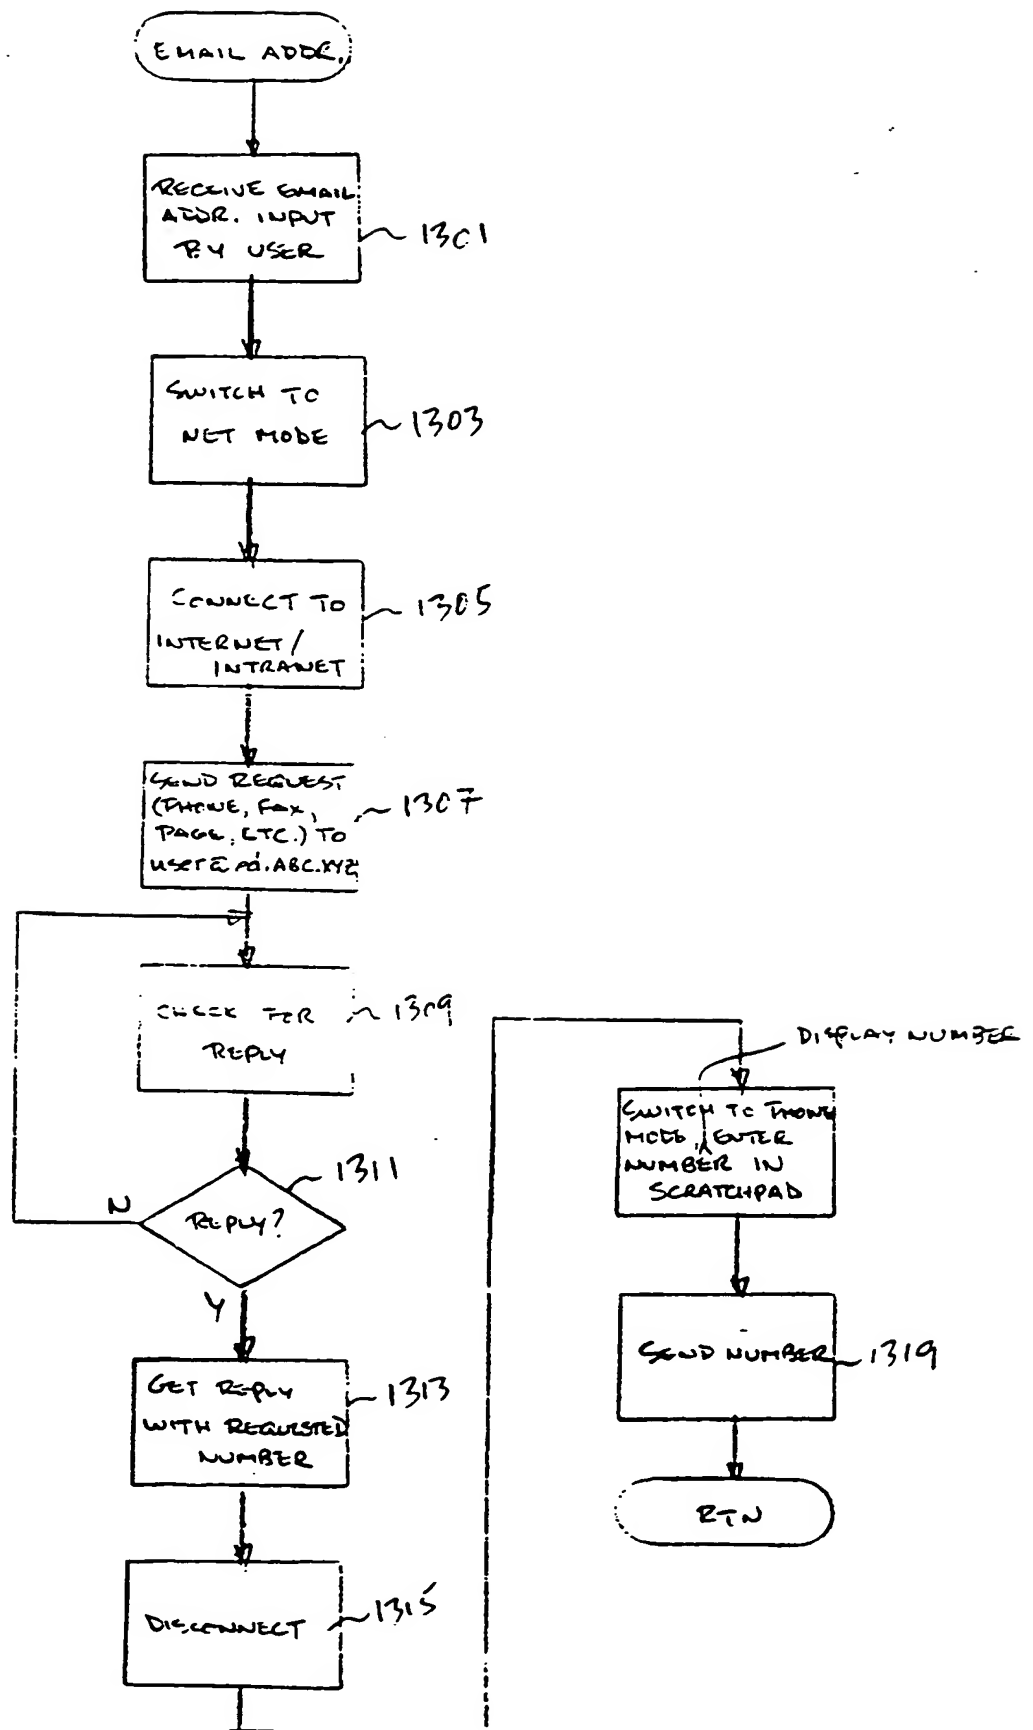 EMAIL ADDR.
RECEIVE EMAIL
ADDR. INPUT
BY USER
1301
SWITCH TO
NET MODE
1303
CONNECT TO
INTERNET/
INTRANET
1305
SEND REQUEST
(PHONE, FAX,
PAGE, ETC.) TO
1307
CHECK FOR
REPLY
1309
REPLY?
1311
N
Y
GET REPLY
WITH REQUESTED
NUMBER
1313
DISCONNECT
1315
DISPLAY NUMBER
SWITCH TO PHONE
MODE, ENTER
NUMBER IN
SCRATCHPAD
SEND NUMBER
1319
RTN